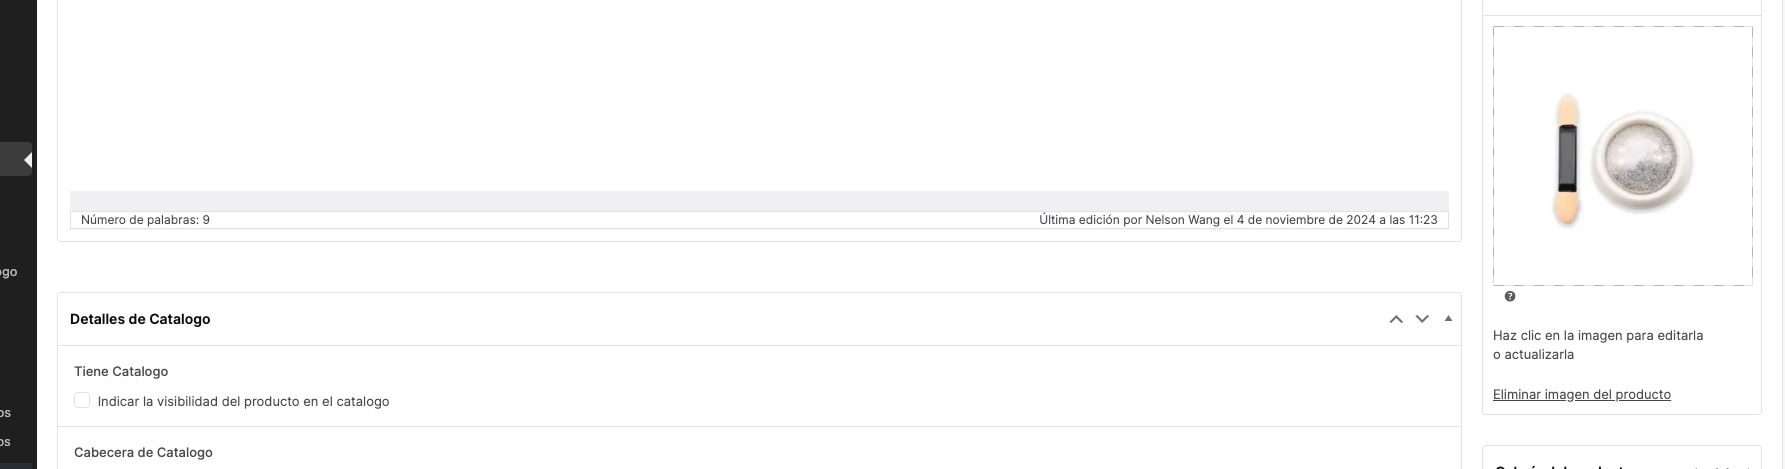 Número de palabras: 9
Última edición por Nelson Wang el 4 de noviembre de 2024 a las 11:23
ogo
os
os
Detalles de Catalogo
Tiene Catalogo
Indicar la visibilidad del producto en el catalogo
Cabecera de Catalogo
Haz clic en la imagen para editarla
o actualizarla
Eliminar imagen del producto